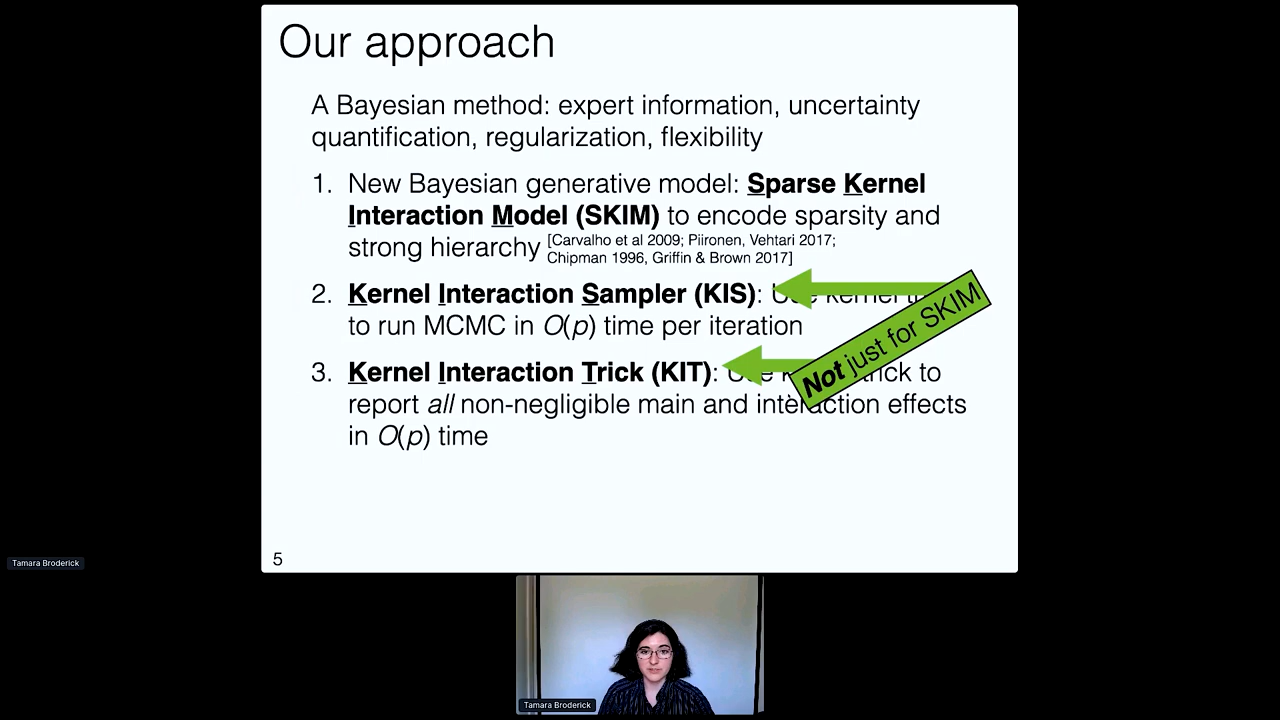 Our approach
A Bayesian method: expert information, uncertainty
quantification, regularization, flexibility
1. New Bayesian generative model: Sparse Kernel
Interaction Model (SKIM) to encode sparsity and
strong hierarchy [Carvalho et al 2009; Piironen, Vehtari 2017;
Chipman 1996, Griffin & Brown 2017]
2. Kernel Interaction Sampler (KIS): kernel
to run MCMC in O(p) time per iteration
3. Kernel Interaction Trick (KIT): trick to
report all non-negligible main and interaction effects
in O(p) time
Not just for SKIM
5
Tamara Broderick
Tamara Broderick